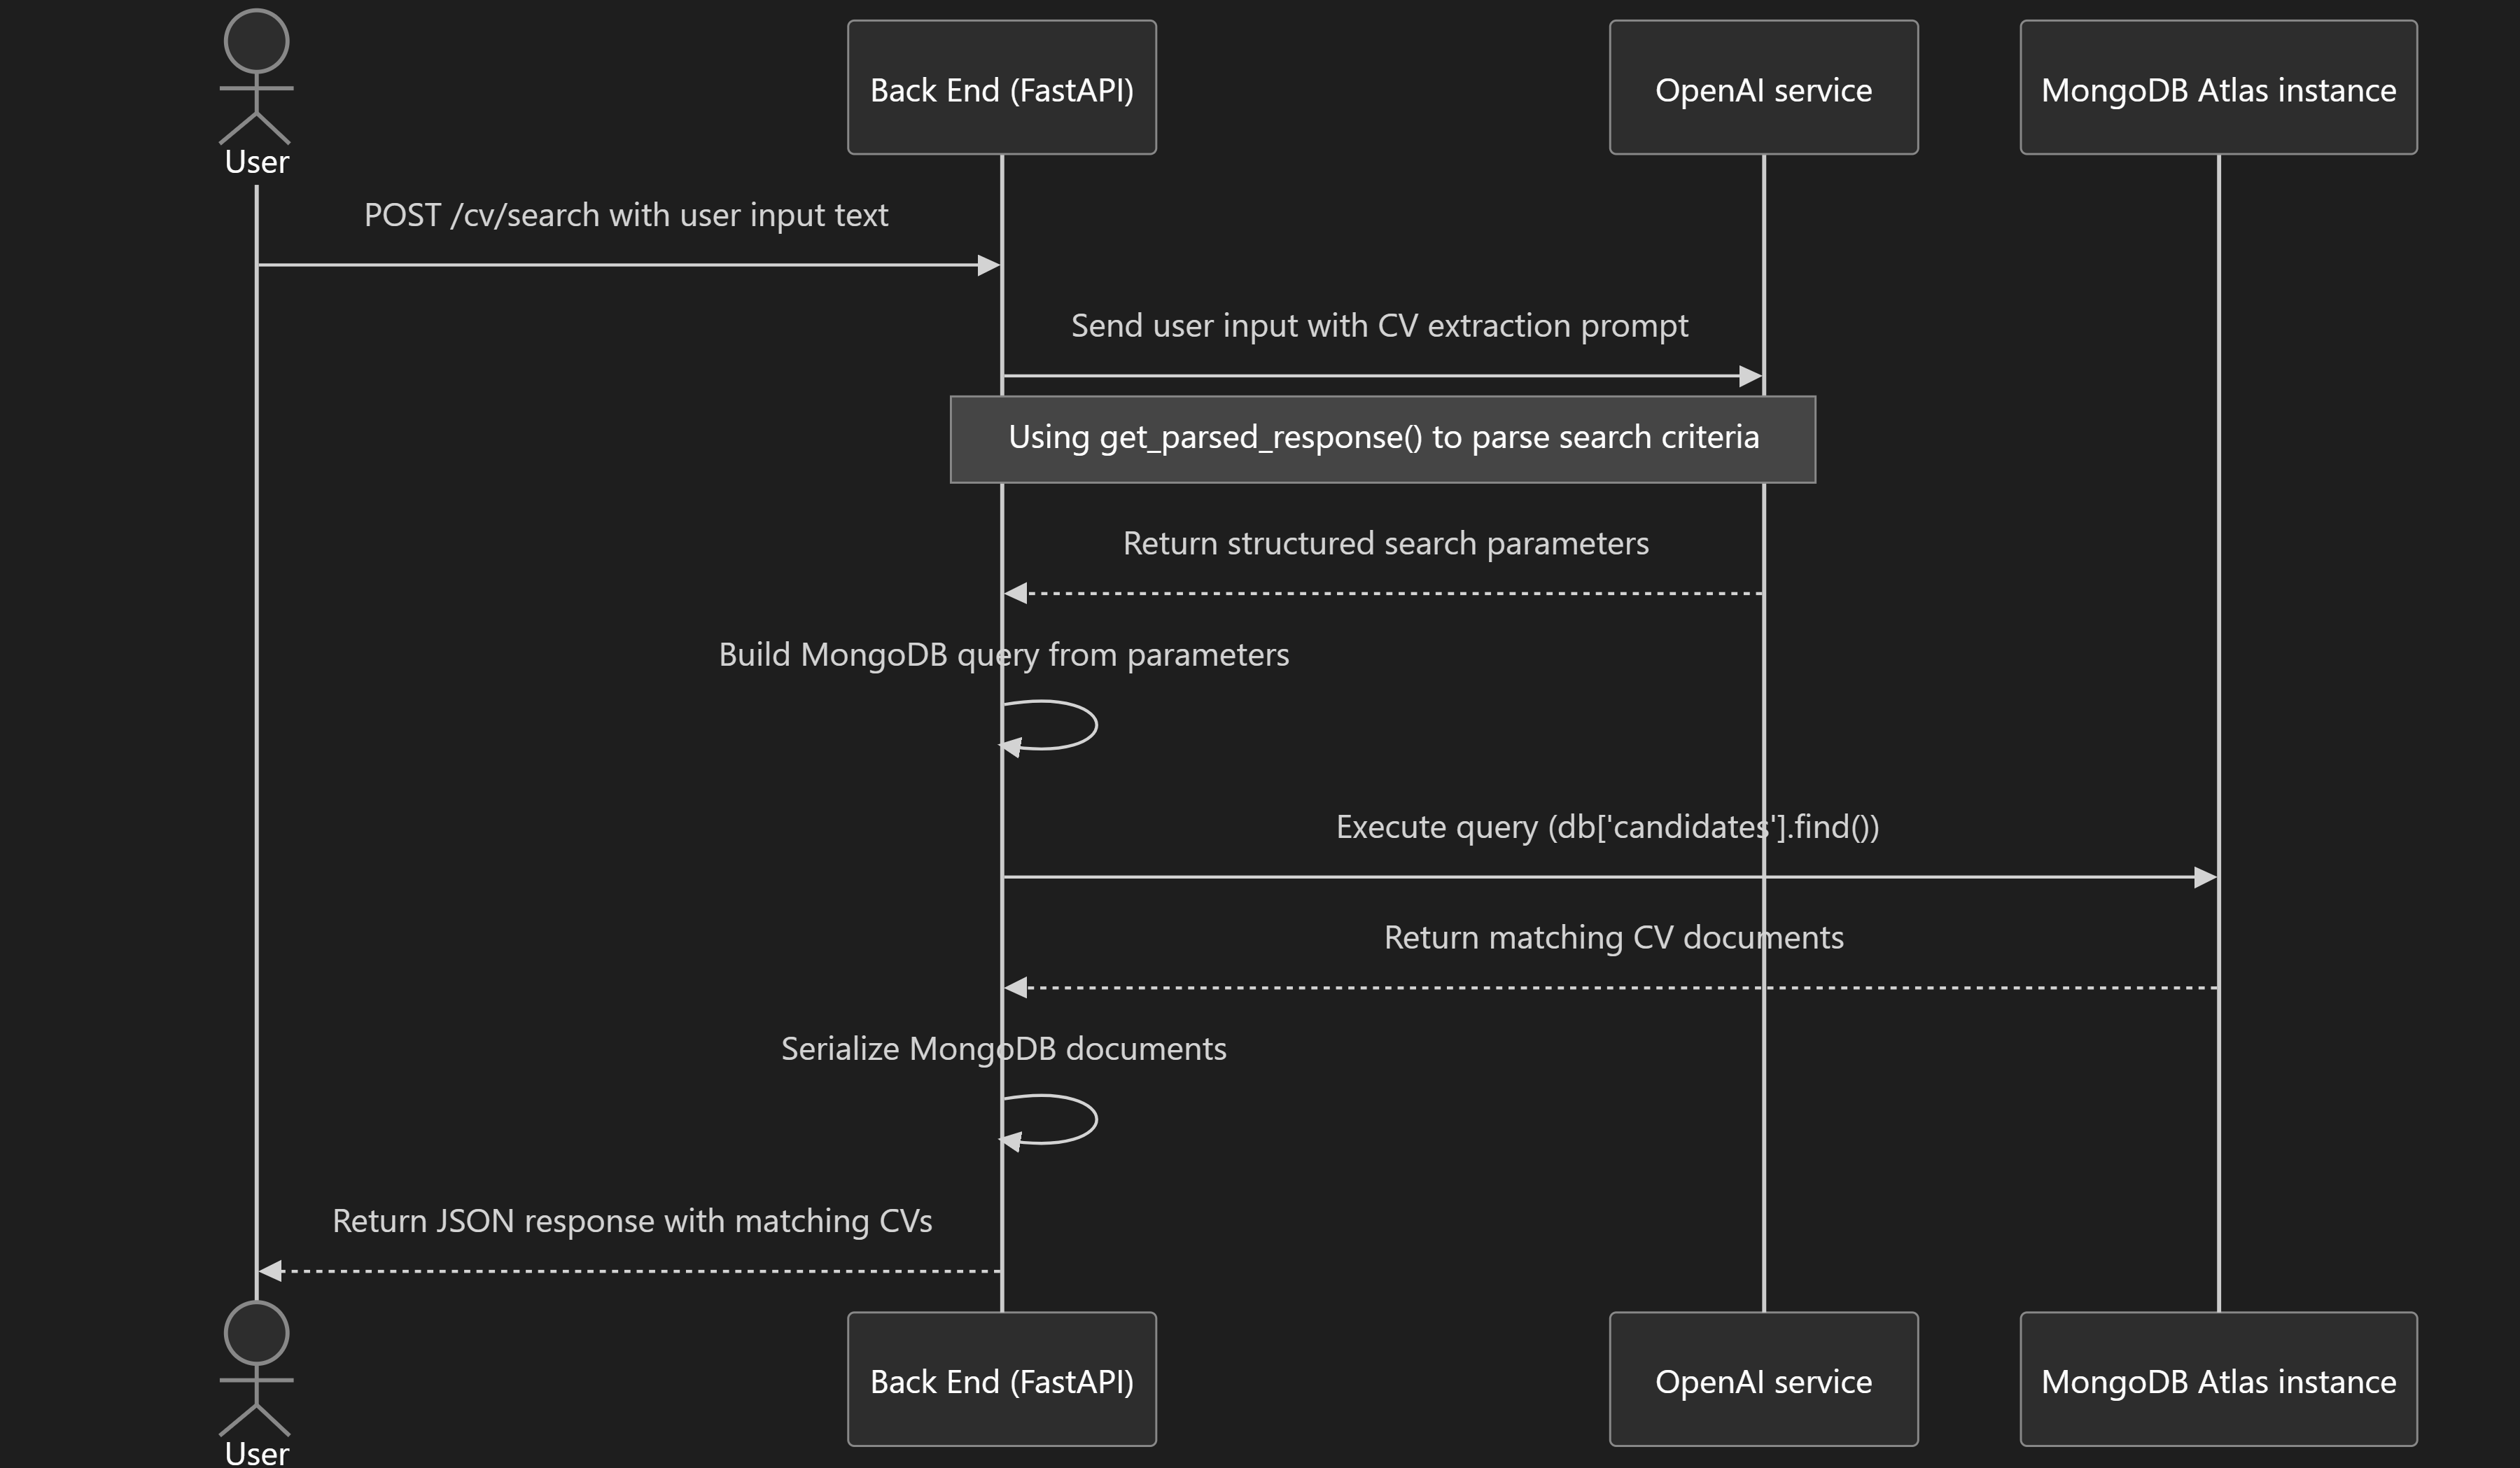 User
Back End (FastAPI)
OpenAI service
MongoDB Atlas instance
POST /cv/search with user input text
Send user input with CV extraction prompt
Using get_parsed_response() to parse search criteria
Return structured search parameters
Build MongoDB query from parameters
Execute query (db['candidates'].find())
Return matching CV documents
Serialize MongoDB documents
Return JSON response with matching CVs
User
Back End (FastAPI)
OpenAI service
MongoDB Atlas instance